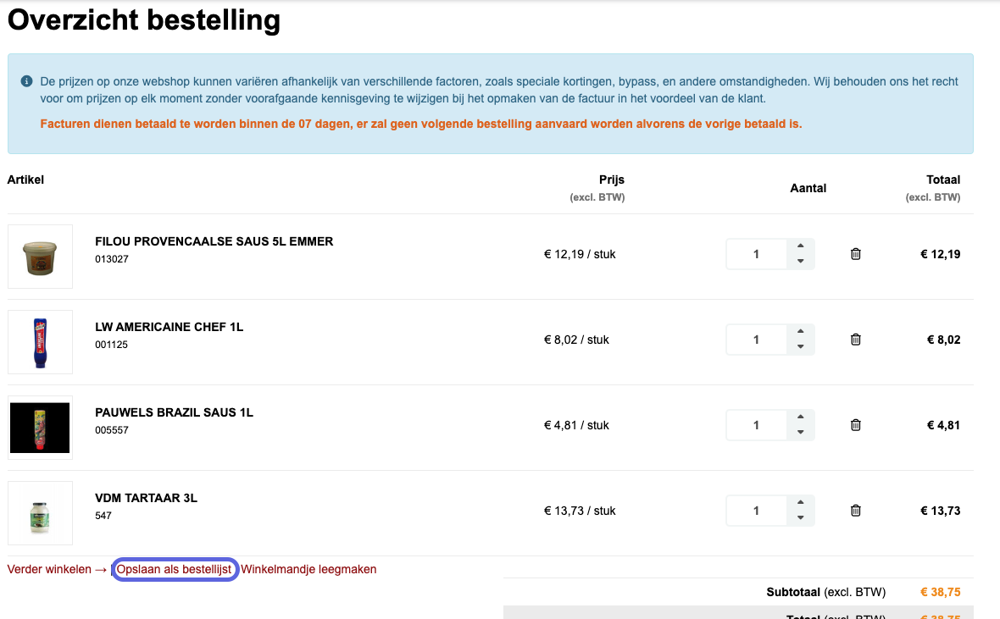 Overzicht bestelling
De prijzen op onze webshop kunnen variëren afhankelijk van verschillende factoren, zoals speciale kortingen, bypass, en andere omstandigheden. Wij behouden ons het recht
voor om prijzen op elk moment zonder voorafgaande kennisgeving te wijzigen bij het opmaken van de factuur in het voordeel van de klant.
Facturen dienen betaald te worden binnen de 07 dagen, er zal geen volgende bestelling aanvaard worden alvorens de vorige betaald is.
Artikel Prijs (excl. BTW) Aantal Totaal (excl. BTW)
FILOU PROVENCAALSE SAUS 5L EMMER
013027
€ 12,19 / stuk 1 € 12,19
LW AMERICAINE CHEF 1L
001125
€ 8,02 / stuk 1 € 8,02
PAUWELS BRAZIL SAUS 1L
005557
€ 4,81 / stuk 1 € 4,81
VDM TARTAAR 3L
547
€ 13,73 / stuk 1 € 13,73
Verder winkelen → | Opslaan als bestellijst Winkelmandje leegmaken
Subtotaal (excl. BTW) € 38,75
Totaal (excl. BTW) € 38,75